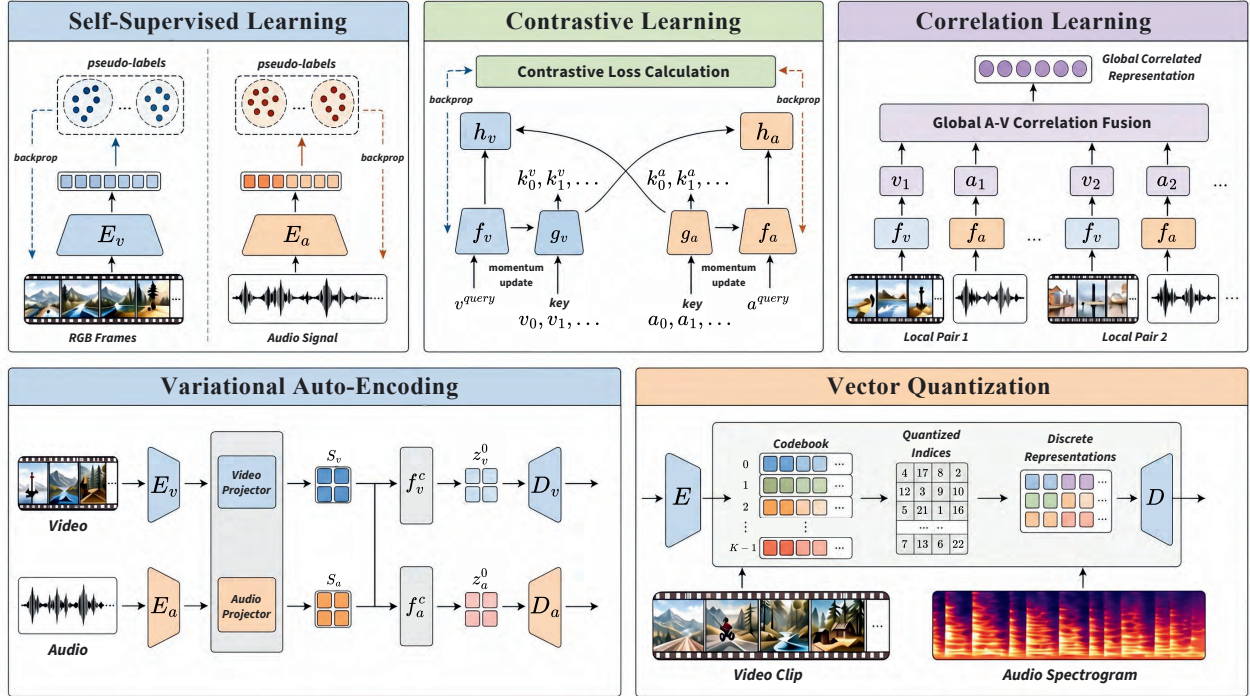 Self-Supervised Learning
pseudo-labels
pseudo-labels
...
...
backprop
backprop
E_v
E_a
...
...
RGB Frames
Audio Signal
Contrastive Learning
Contrastive Loss Calculation
backprop
backprop
h_v
h_a
k_0^v, k_1^v, ...
k_0^a, k_1^a, ...
f_v
g_v
g_a
f_a
momentum
update
momentum
update
v^{query}
key
key
a^{query}
v_0, v_1, ...
a_0, a_1, ...
Correlation Learning
Global Correlated
Representation
Global A-V Correlation Fusion
v_1
a_1
v_2
a_2
...
f_v
f_a
...
f_v
f_a
...
Local Pair 1
Local Pair 2
Variational Auto-Encoding
Video
E_v
Video
Projector
S_v
f_v^c
z_v^0
D_v
Audio
E_a
Audio
Projector
S_a
f_a^c
z_a^0
D_a
Vector Quantization
E
Codebook
0
...
1
...
2
...
⋮
⋮
K − 1
...
Quantized
Indices
4 17 8 2
12 3 9 10
5 21 1 16
... ..
7 13 6 22
Discrete
Representations
...
...
...
D
...
Video Clip
Audio Spectrogram